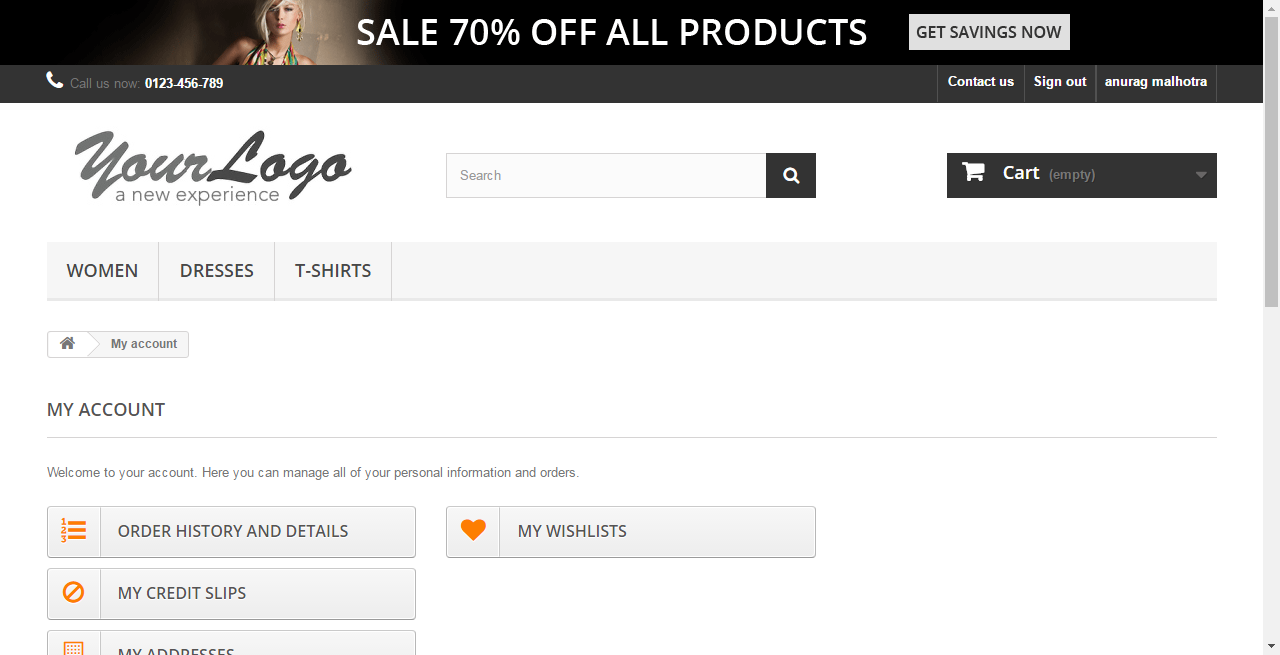 SALE 70% OFF ALL PRODUCTS
GET SAVINGS NOW
Call us now: 0123-456-789
Contact us
Sign out
anurag malhotra
YourLogo
a new experience
Search
Cart (empty)
WOMEN
DRESSES
T-SHIRTS
My account
MY ACCOUNT
Welcome to your account. Here you can manage all of your personal information and orders.
1
2
3
ORDER HISTORY AND DETAILS
MY WISHLISTS
MY CREDIT SLIPS
MY ADDRESSES